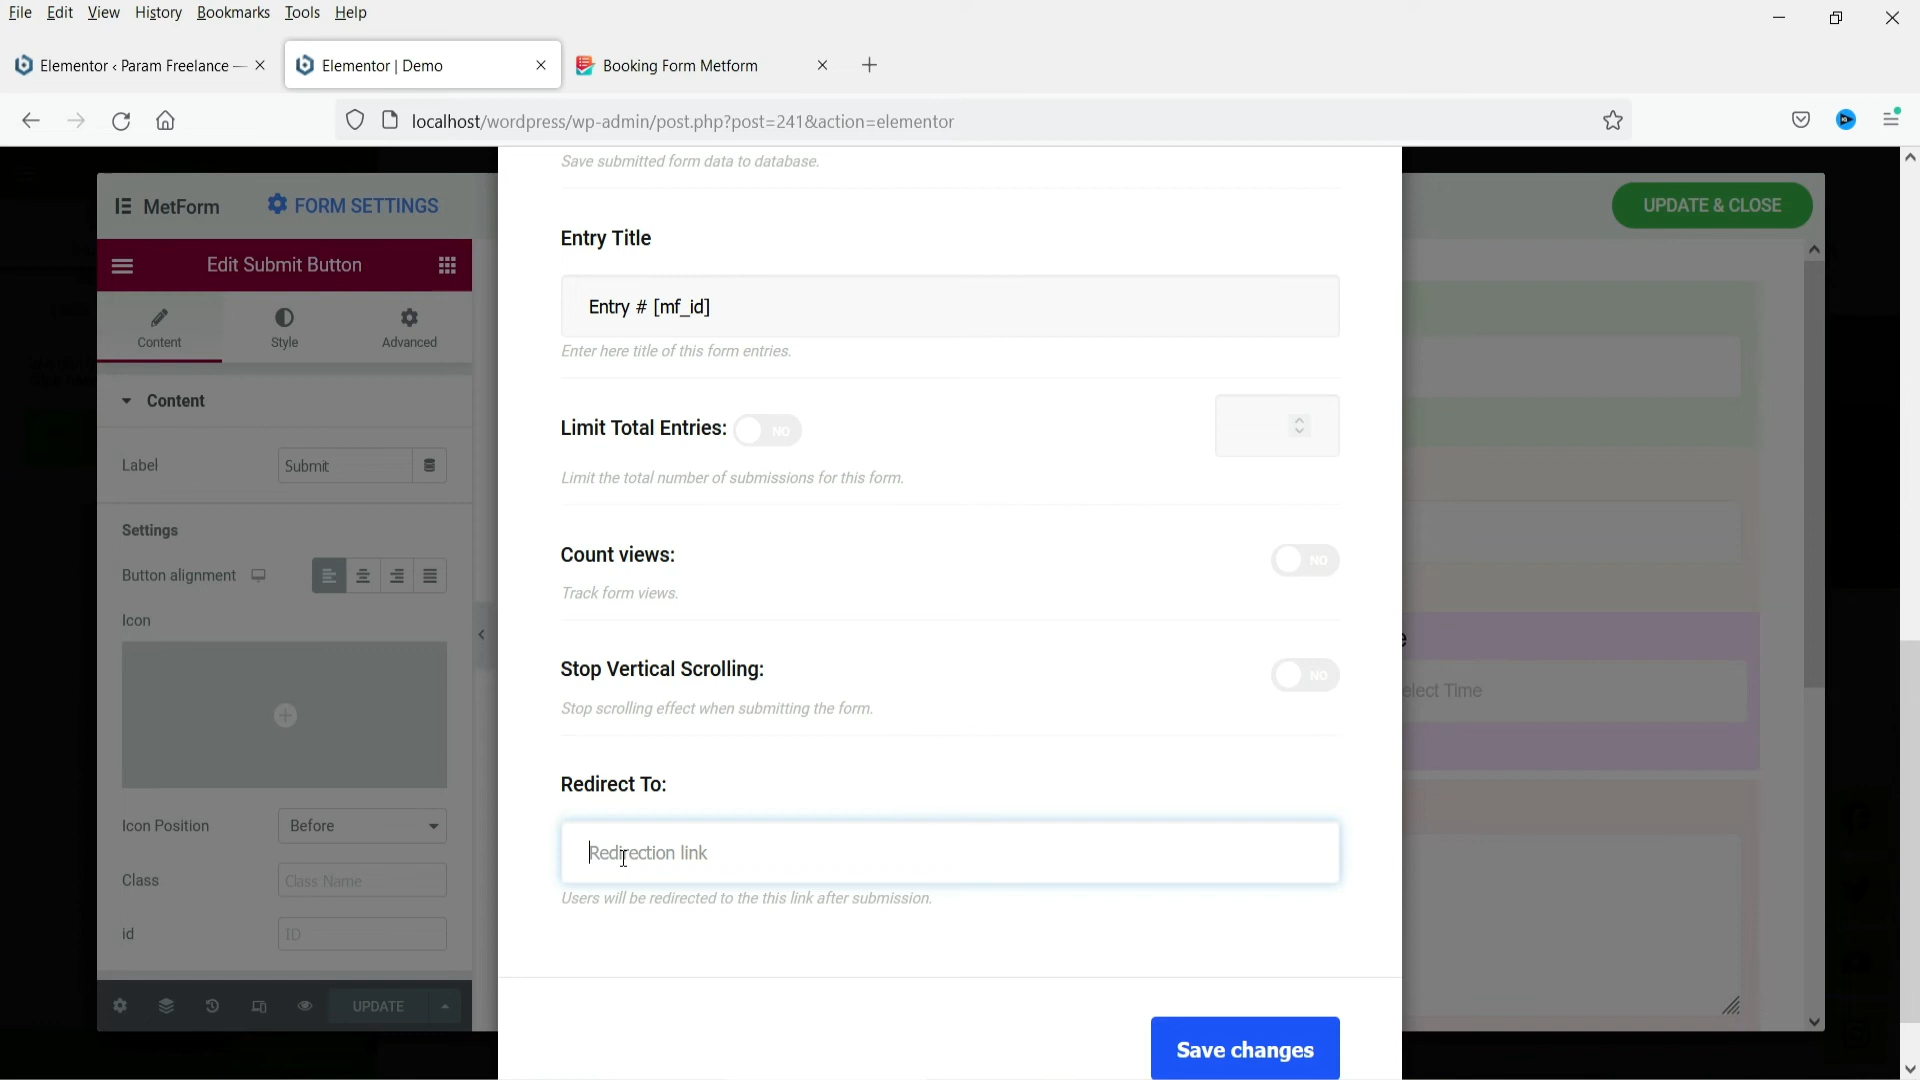 File Edit View History Bookmarks Tools Help
Elementor ‹ Param Freelance —
Elementor | Demo
Booking Form Metform
localhost/wordpress/wp-admin/post.php?post=241&action=elementor
Save submitted form data to database.
MetForm FORM SETTINGS
UPDATE & CLOSE
Edit Submit Button
Content
Style
Advanced
Content
Label
Submit
Settings
Button alignment
Icon
Icon Position
Before
Class
Class Name
id
ID
UPDATE
Entry Title
Entry # [mf_id]
Enter here title of this form entries.
Limit Total Entries: NO
Limit the total number of submissions for this form.
Count views:
NO
Track form views.
Stop Vertical Scrolling:
NO
Stop scrolling effect when submitting the form.
Redirect To:
Redirection link
Users will be redirected to the this link after submission.
Save changes
e
elect Time